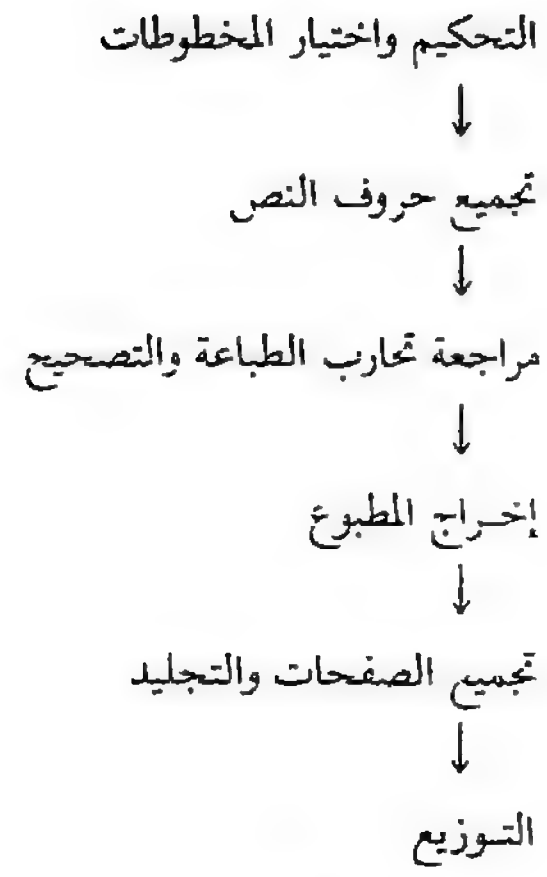 التحكيم واختيار المخطوطات
↓
تجميع حروف النص
↓
مراجعة تجارب الطباعة والتصحيح
↓
إخراج المطبوع
↓
تجميع الصفحات والتجليد
↓
التوزيع